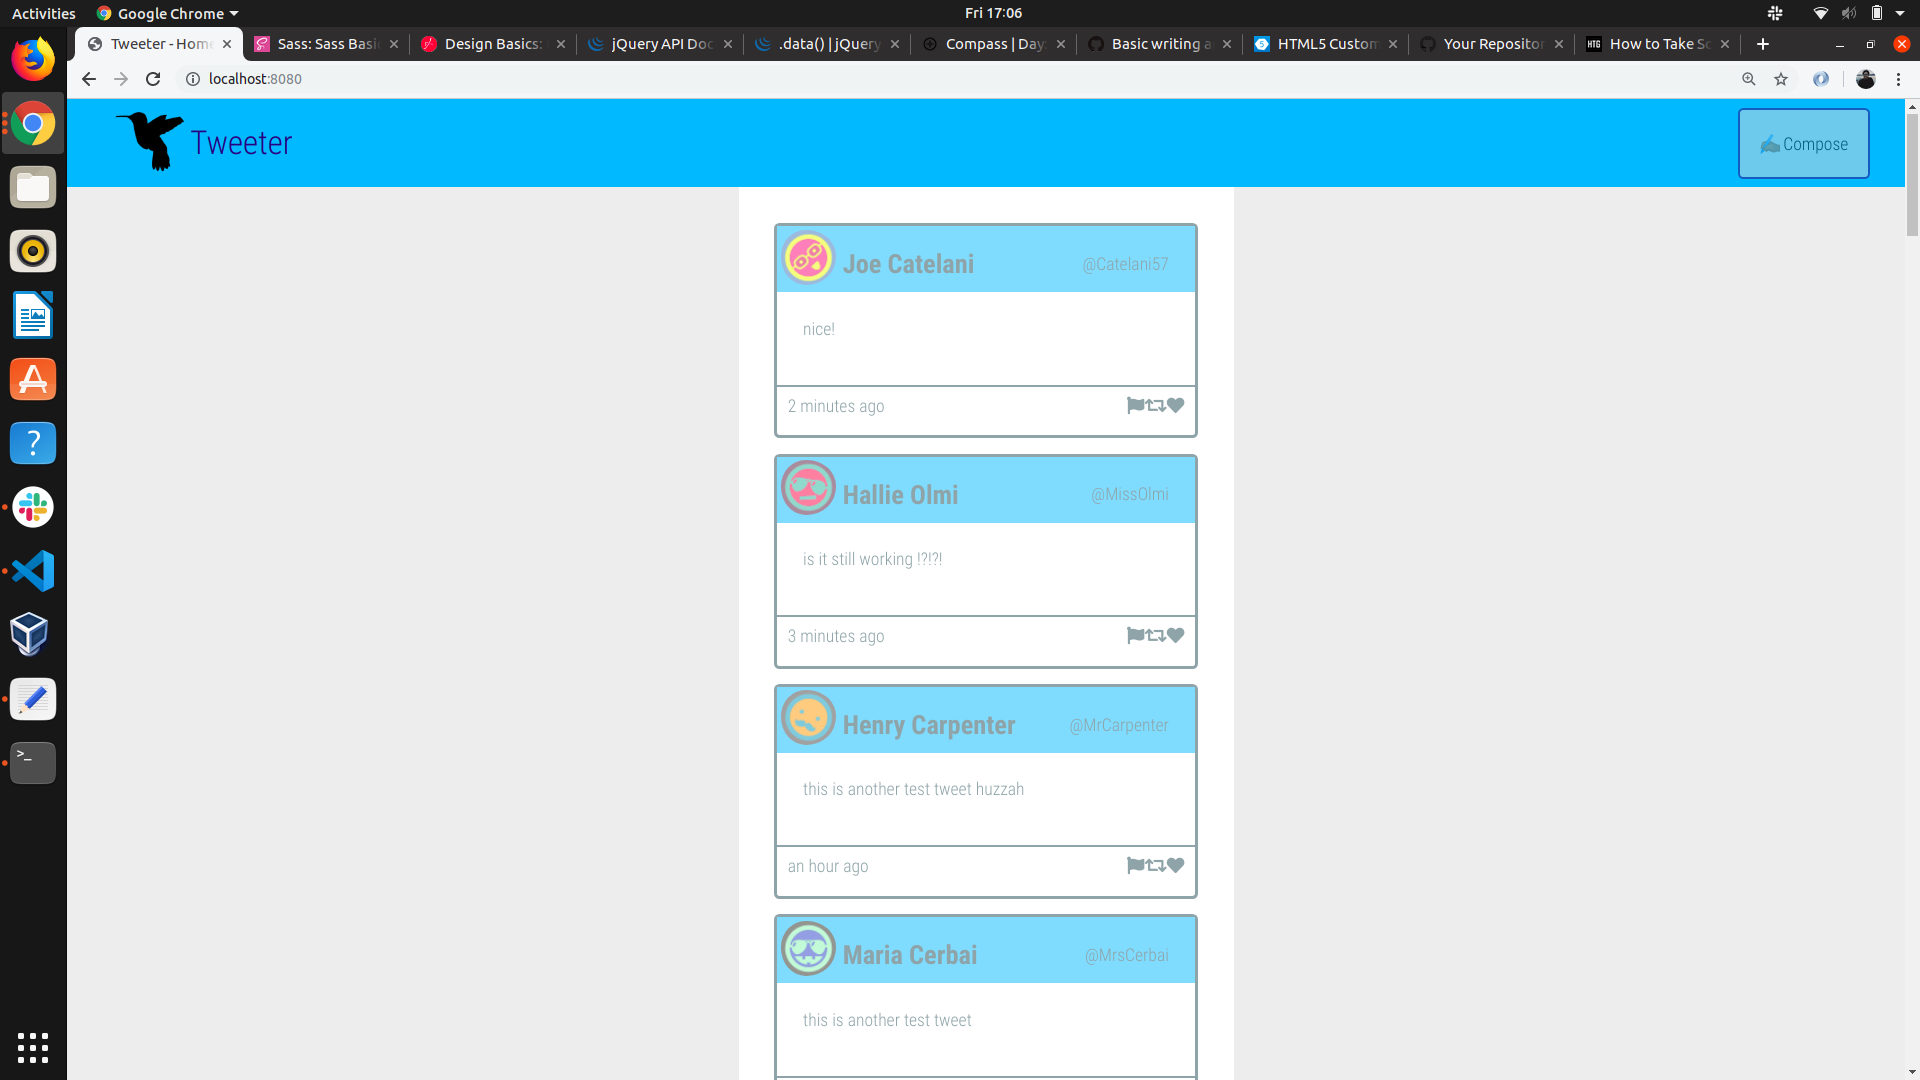 Activities
Google Chrome
Fri 17:06
Tweeter - Hom
Sass: Sass Basi
Design Basics:
jQuery API Doc
.data() | jQuery
Compass | Day
Basic writing a
HTML5 Custom
Your Repositor
HTG
How to Take Sc
localhost:8080
Tweeter
Compose
Joe Catelani
@Catelani57
nice!
2 minutes ago
Hallie Olmi
@MissOlmi
is it still working !?!?!
3 minutes ago
Henry Carpenter
@MrCarpenter
this is another test tweet huzzah
an hour ago
Maria Cerbai
@MrsCerbai
this is another test tweet